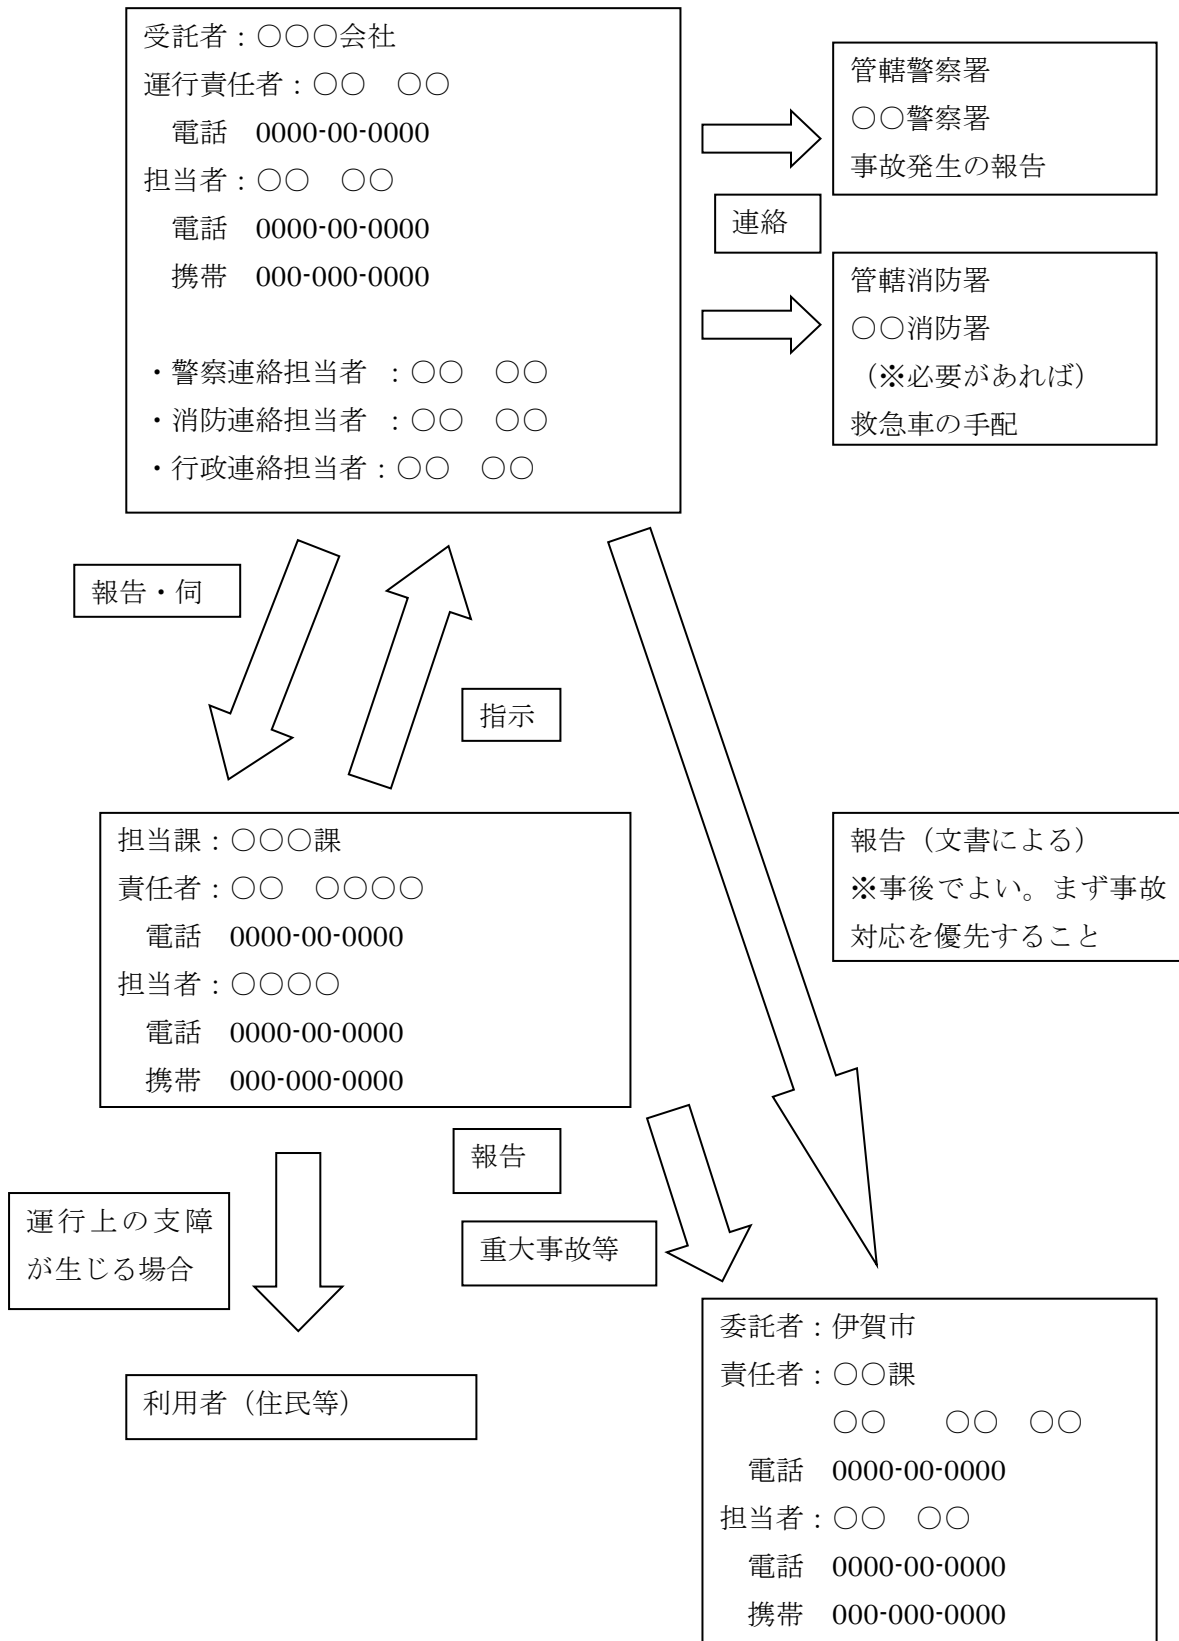 受託者：○○○会社
運行責任者：○○　○○
電話　0000-00-0000
担当者：○○　○○
電話　0000-00-0000
携帯　000-000-0000
・警察連絡担当者　：○○　○○
・消防連絡担当者　：○○　○○
・行政連絡担当者：○○　○○
管轄警察署
○○警察署
事故発生の報告
連絡
管轄消防署
○○消防署
（※必要があれば）
救急車の手配
報告・伺
指示
担当課：○○○課
責任者：○○　○○○○
電話　0000-00-0000
担当者：○○○○
電話　0000-00-0000
携帯　000-000-0000
報告（文書による）
※事後でよい。まず事故
対応を優先すること
報告
重大事故等
運行上の支障
が生じる場合
利用者（住民等）
委託者：伊賀市
責任者：○○課
○○　　○○　○○
電話　0000-00-0000
担当者：○○　○○
電話　0000-00-0000
携帯　000-000-0000